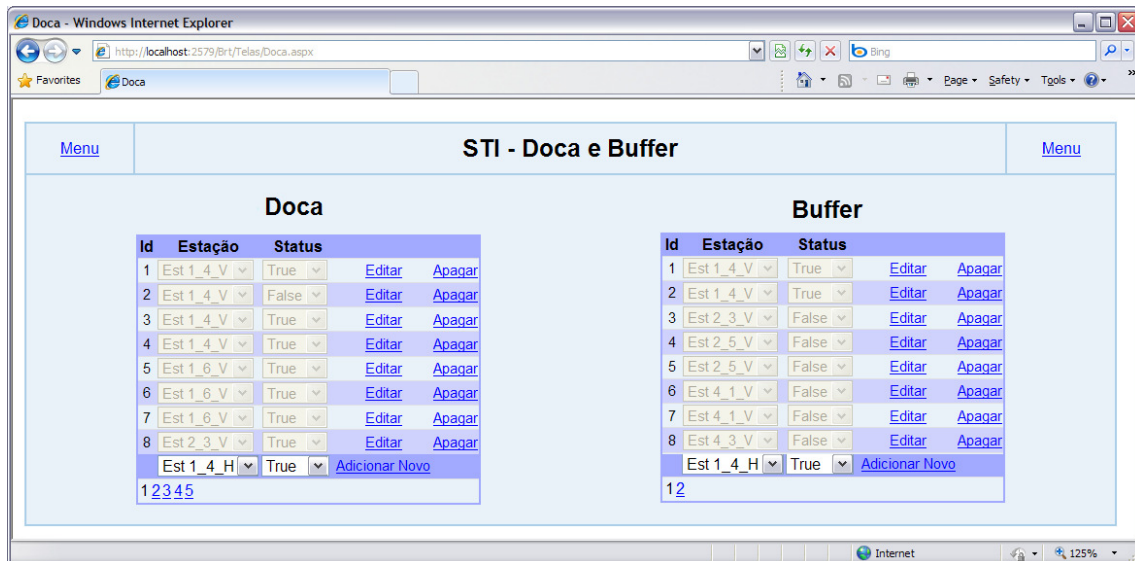 Doca - Windows Internet Explorer
http://localhost:2579/Brt/Telas/Doca.aspx
Bing
Favorites
Doca
Page
Safety
Tools
Menu
STI - Doca e Buffer
Menu
Doca
Id Estação Status
1 Est 1_4_V True Editar Apagar
2 Est 1_4_V False Editar Apagar
3 Est 1_4_V True Editar Apagar
4 Est 1_4_V True Editar Apagar
5 Est 1_6_V True Editar Apagar
6 Est 1_6_V True Editar Apagar
7 Est 1_6_V True Editar Apagar
8 Est 2_3_V True Editar Apagar
Est 1_4_H True Adicionar Novo
1 2 3 4 5
Buffer
Id Estação Status
1 Est 1_4_V True Editar Apagar
2 Est 1_4_V True Editar Apagar
3 Est 2_3_V False Editar Apagar
4 Est 2_5_V False Editar Apagar
5 Est 2_5_V False Editar Apagar
6 Est 4_1_V False Editar Apagar
7 Est 4_1_V False Editar Apagar
8 Est 4_3_V False Editar Apagar
Est 1_4_H True Adicionar Novo
1 2
Internet
125%